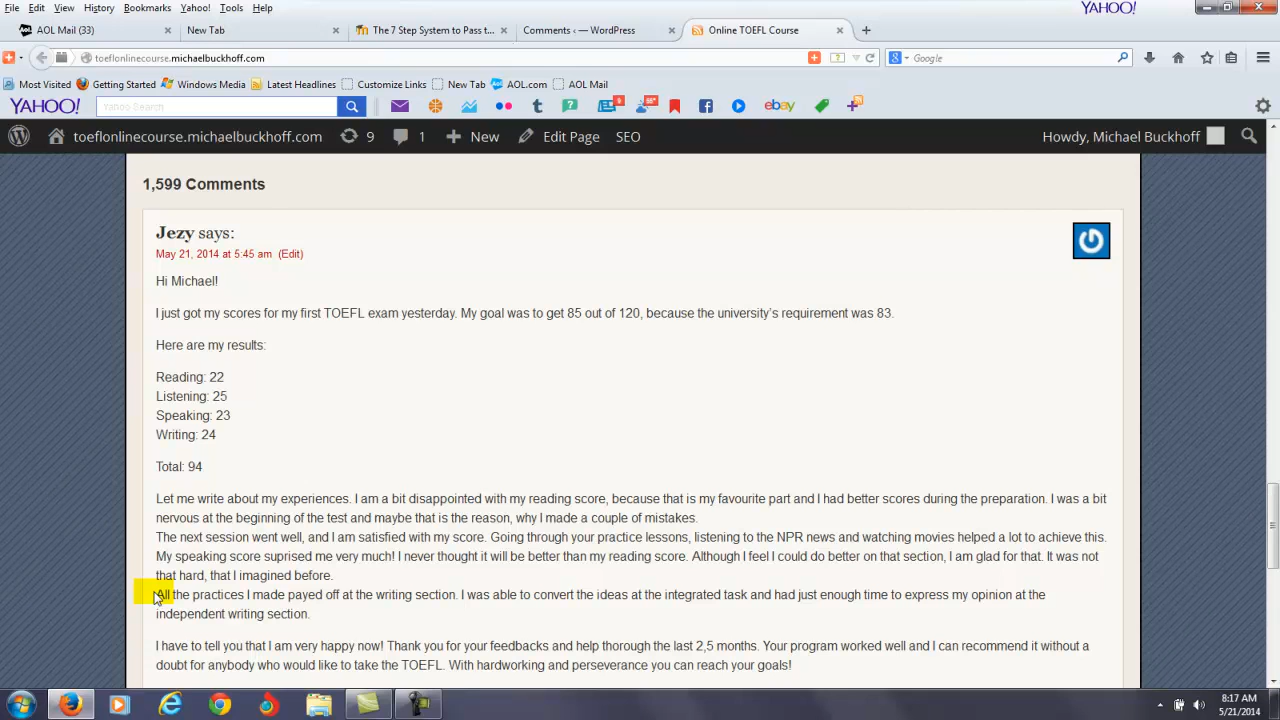 File Edit View History Bookmarks Yahoo! Tools Help YAHOO!
AOL Mail (33) New Tab The 7 Step System to Pass t... Comments ‹ — WordPress Online TOEFL Course
toeflonlinecourse.michaelbuckhoff.com Google
Most Visited Getting Started Windows Media Latest Headlines Customize Links New Tab AOL.com AOL Mail
YAHOO! Yahoo Search ebay
toeflonlinecourse.michaelbuckhoff.com 9 1 New Edit Page SEO Howdy, Michael Buckhoff
1,599 Comments
Jezy says:
May 21, 2014 at 5:45 am (Edit)
Hi Michael!
I just got my scores for my first TOEFL exam yesterday. My goal was to get 85 out of 120, because the university's requirement was 83.
Here are my results:
Reading: 22
Listening: 25
Speaking: 23
Writing: 24
Total: 94
Let me write about my experiences. I am a bit disappointed with my reading score, because that is my favourite part and I had better scores during the preparation. I was a bit
nervous at the beginning of the test and maybe that is the reason, why I made a couple of mistakes.
The next session went well, and I am satisfied with my score. Going through your practice lessons, listening to the NPR news and watching movies helped a lot to achieve this.
My speaking score suprised me very much! I never thought it will be better than my reading score. Although I feel I could do better on that section, I am glad for that. It was not
that hard, that I imagined before.
All the practices I made payed off at the writing section. I was able to convert the ideas at the integrated task and had just enough time to express my opinion at the
independent writing section.
I have to tell you that I am very happy now! Thank you for your feedbacks and help thorough the last 2,5 months. Your program worked well and I can recommend it without a
doubt for anybody who would like to take the TOEFL. With hardworking and perseverance you can reach your goals!
8:17 AM
5/21/2014